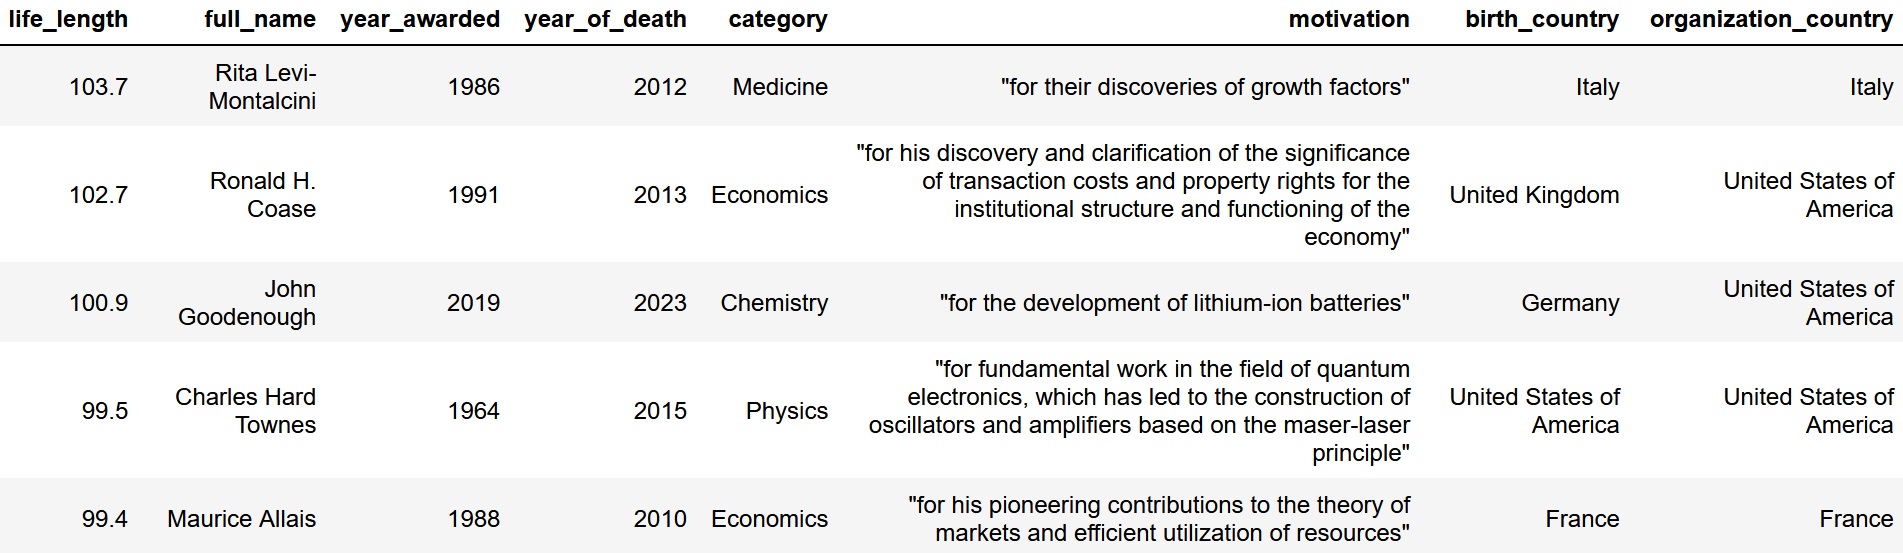 life_length full_name year_awarded year_of_death category motivation birth_country organization_country
103.7 Rita Levi-Montalcini 1986 2012 Medicine "for their discoveries of growth factors" Italy Italy
102.7 Ronald H. Coase 1991 2013 Economics "for his discovery and clarification of the significance of transaction costs and property rights for the institutional structure and functioning of the economy" United Kingdom United States of America
100.9 John Goodenough 2019 2023 Chemistry "for the development of lithium-ion batteries" Germany United States of America
99.5 Charles Hard Townes 1964 2015 Physics "for fundamental work in the field of quantum electronics, which has led to the construction of oscillators and amplifiers based on the maser-laser principle" United States of America United States of America
99.4 Maurice Allais 1988 2010 Economics "for his pioneering contributions to the theory of markets and efficient utilization of resources" France France